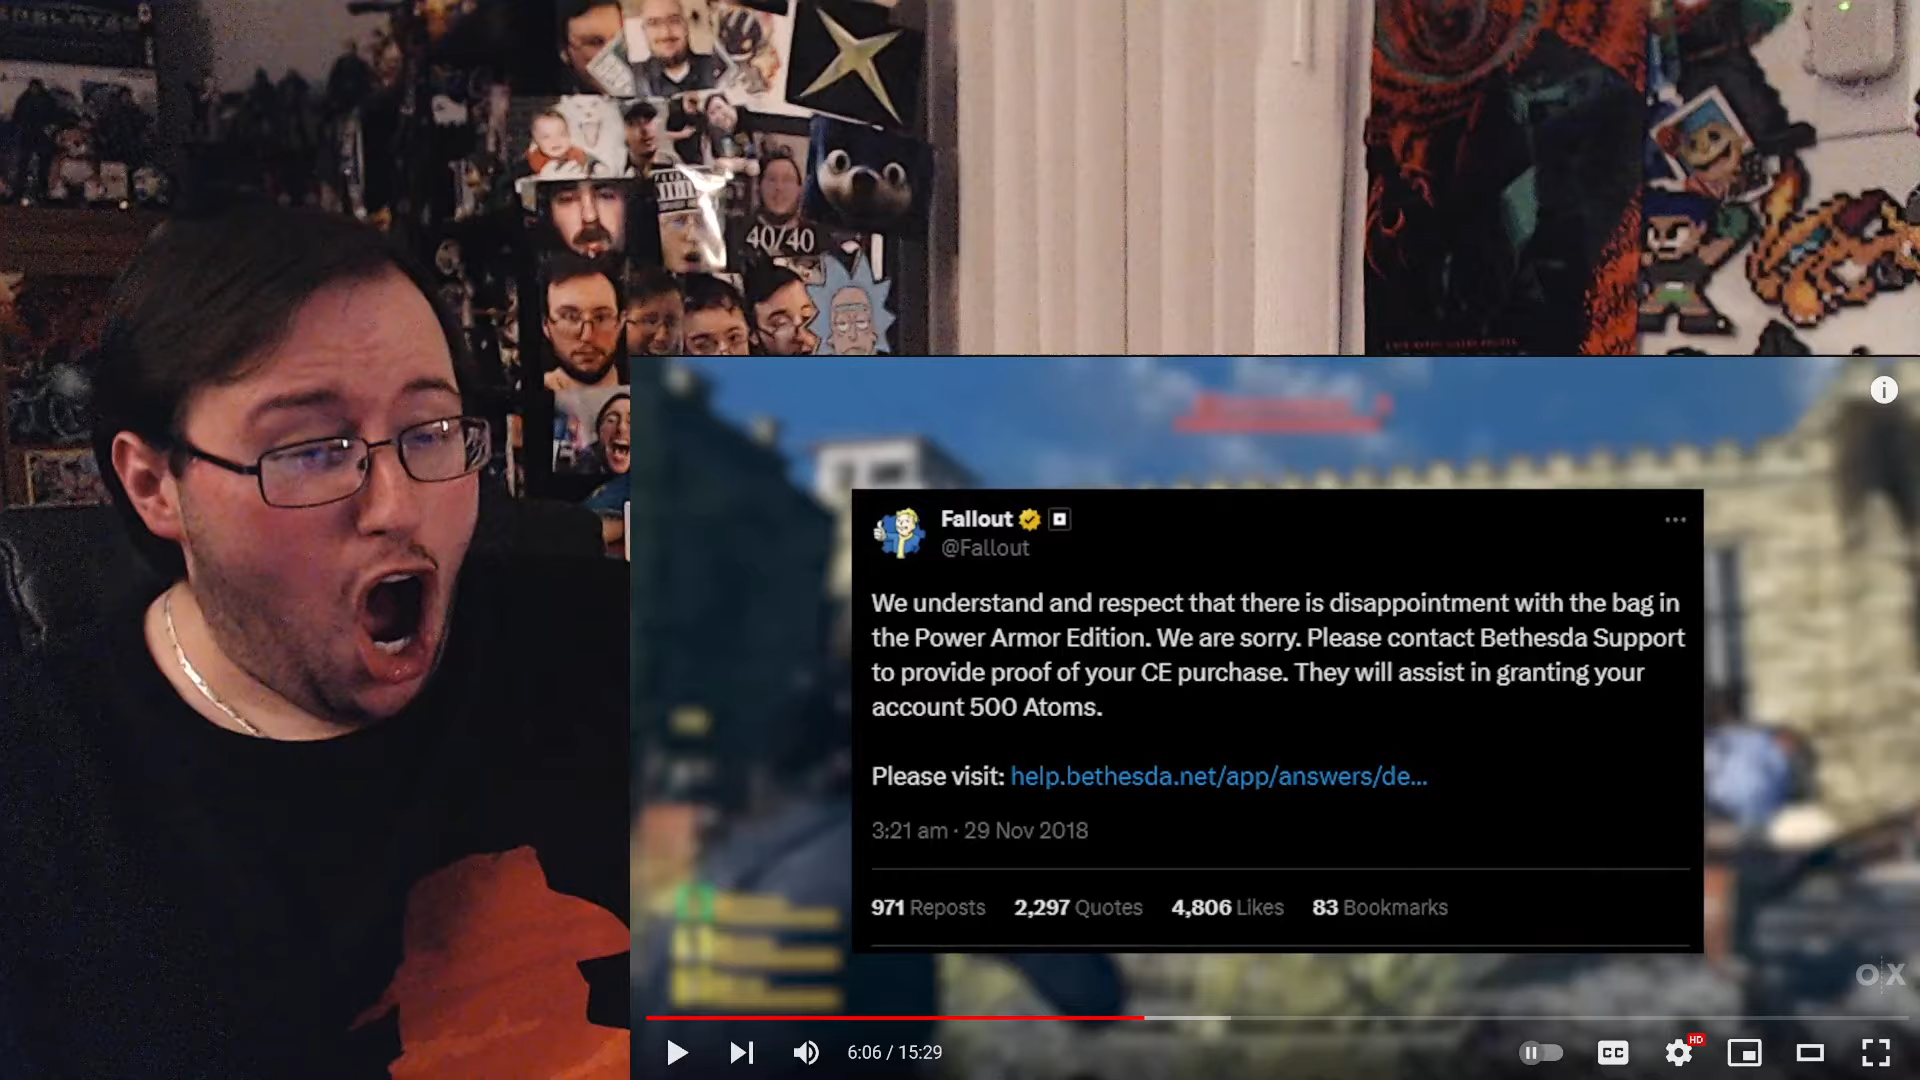 40/40
Fallout
@Fallout
We understand and respect that there is disappointment with the bag in
the Power Armor Edition. We are sorry. Please contact Bethesda Support
to provide proof of your CE purchase. They will assist in granting your
account 500 Atoms.
Please visit: help.bethesda.net/app/answers/de...
3:21 am · 29 Nov 2018
971 Reposts 2,297 Quotes 4,806 Likes 83 Bookmarks
O X
6:06 / 15:29
CC
HD